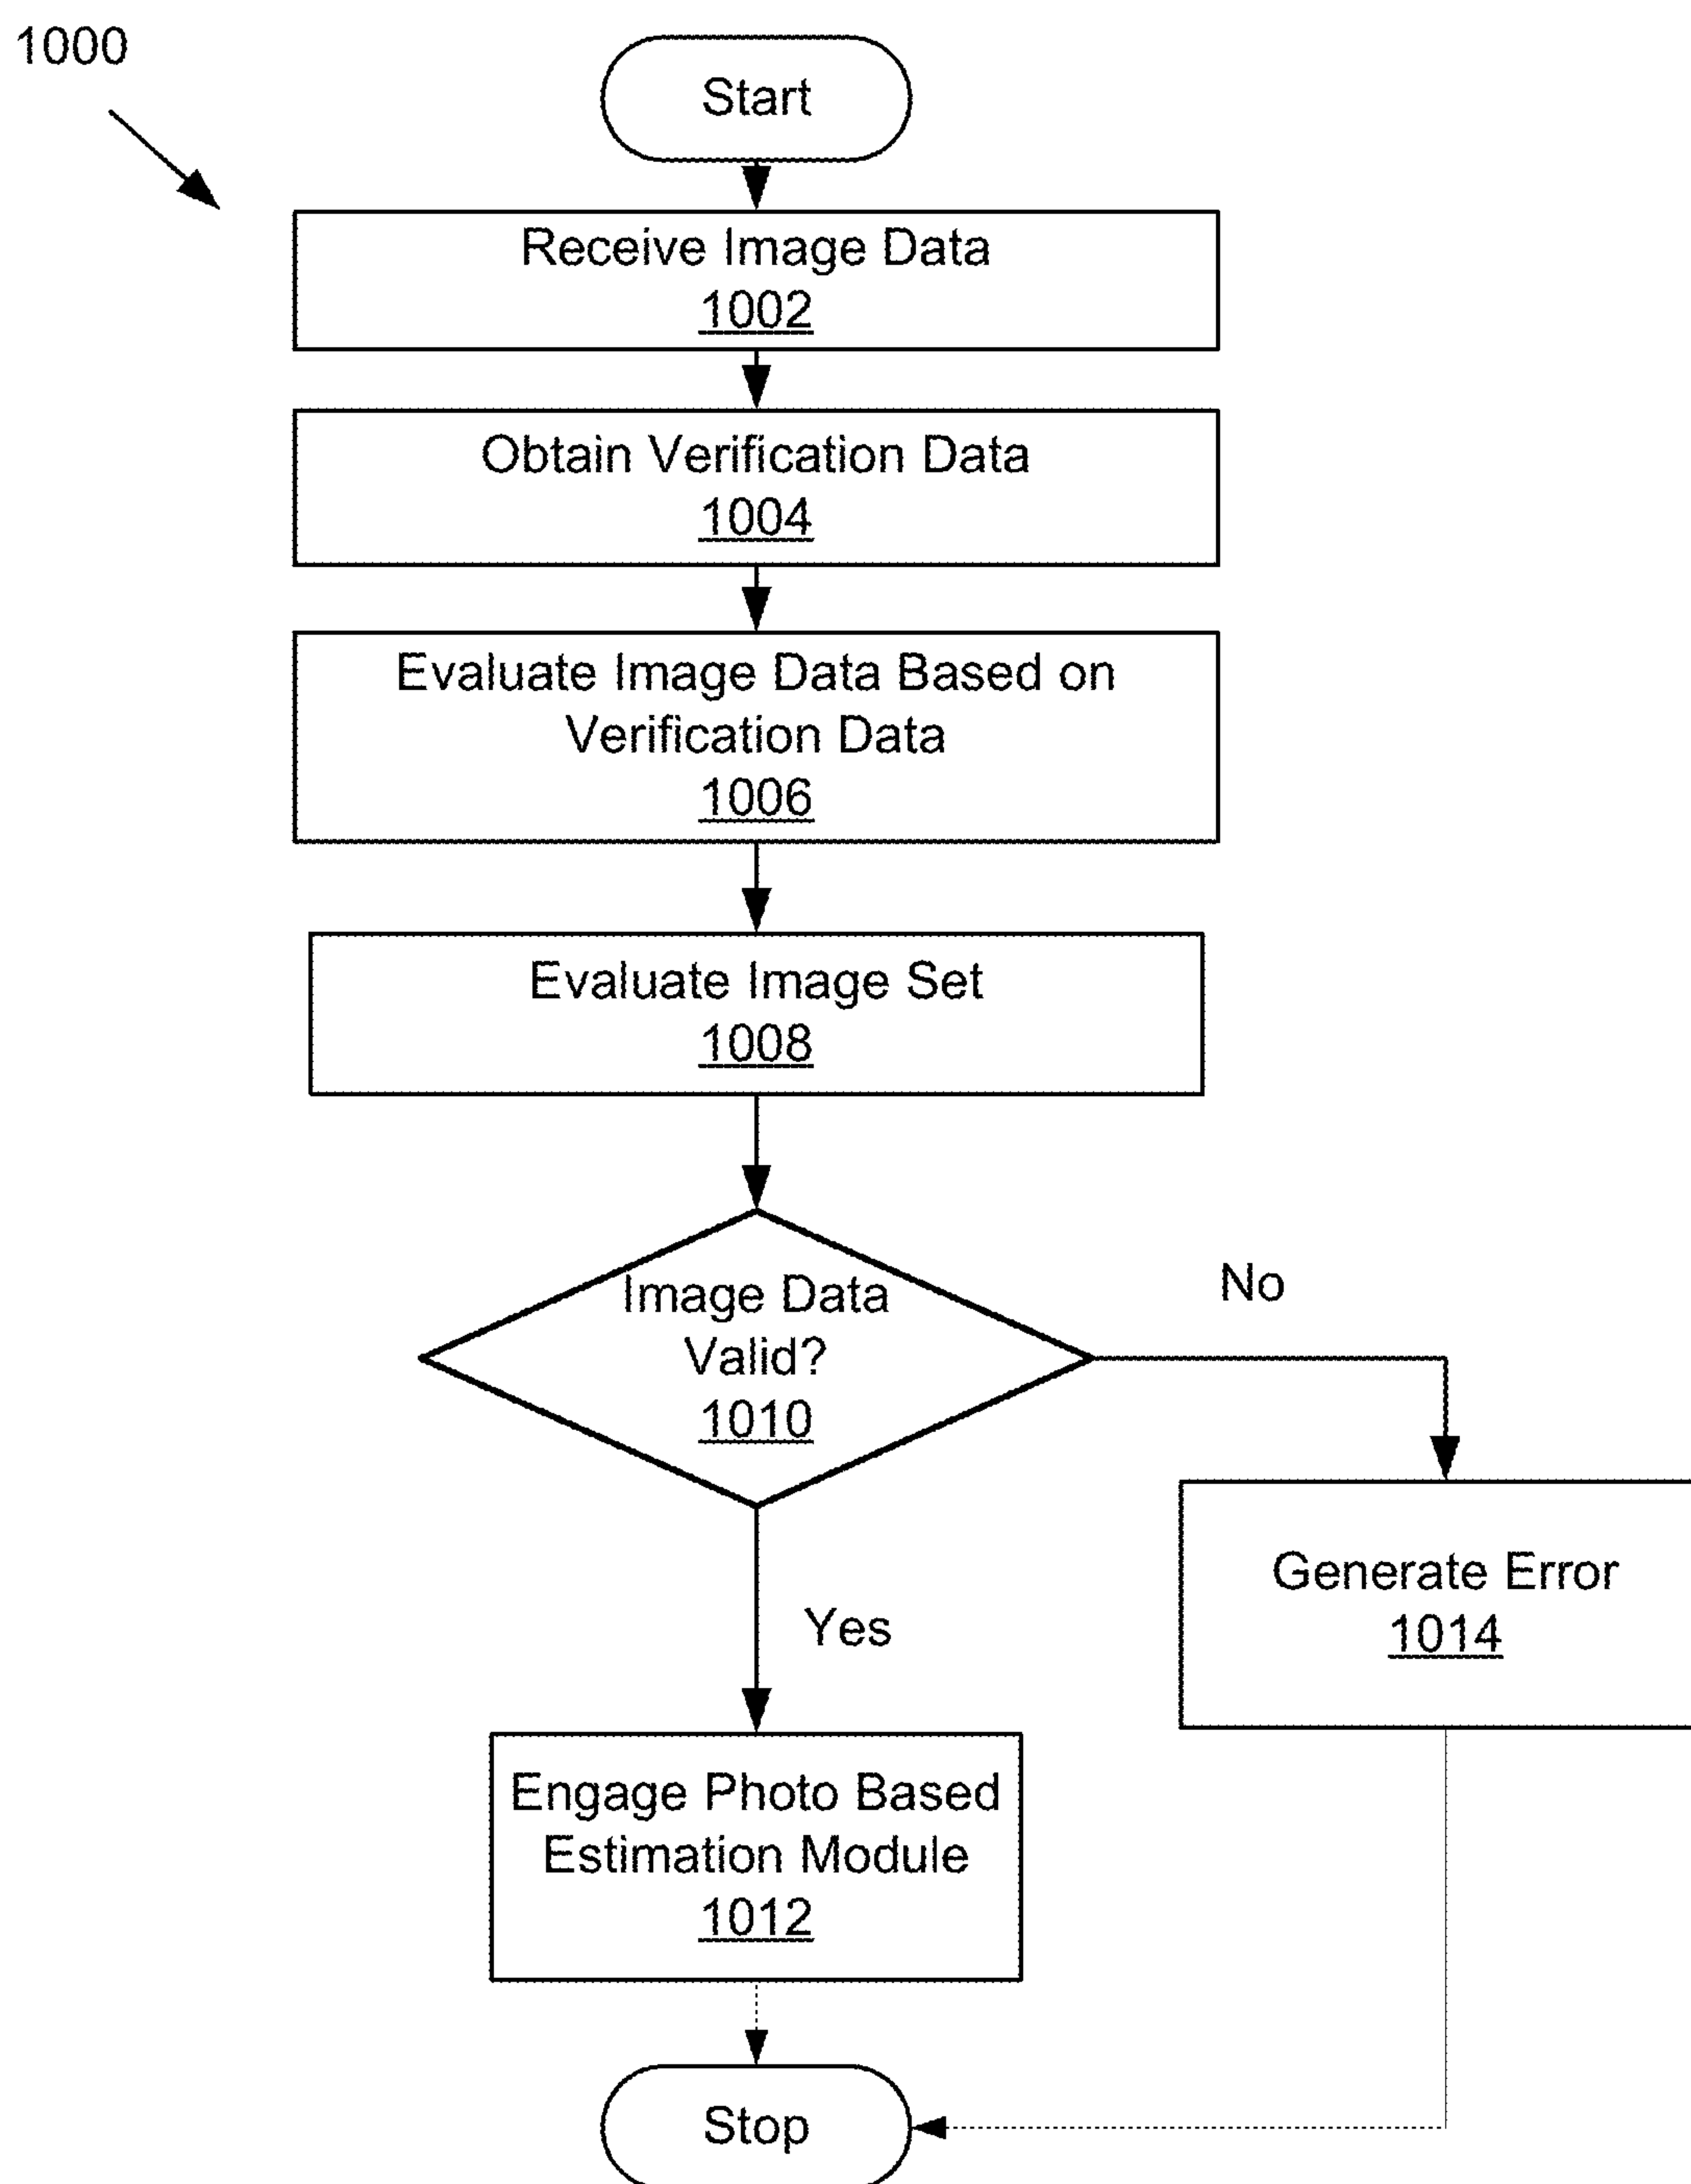 1000
Start
Receive Image Data
1002
Obtain Verification Data
1004
Evaluate Image Data Based on
Verification Data
1006
Evaluate Image Set
1008
Image Data
Valid?
1010
No
Yes
Generate Error
1014
Engage Photo Based
Estimation Module
1012
Stop